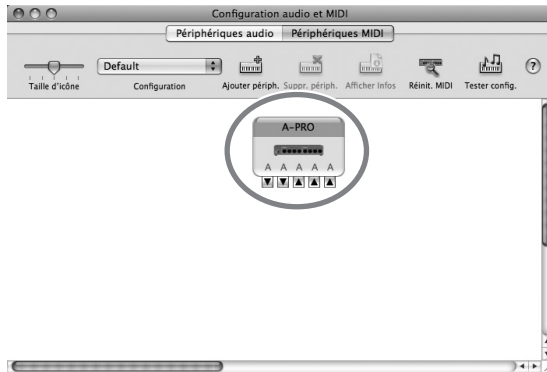 Configuration audio et MIDI
Périphériques audio Périphériques MIDI
Default
Taille d'icône Configuration Ajouter périph. Suppr. périph. Afficher Infos Réinit. MIDI Tester config. ?
A-PRO
A A A A A